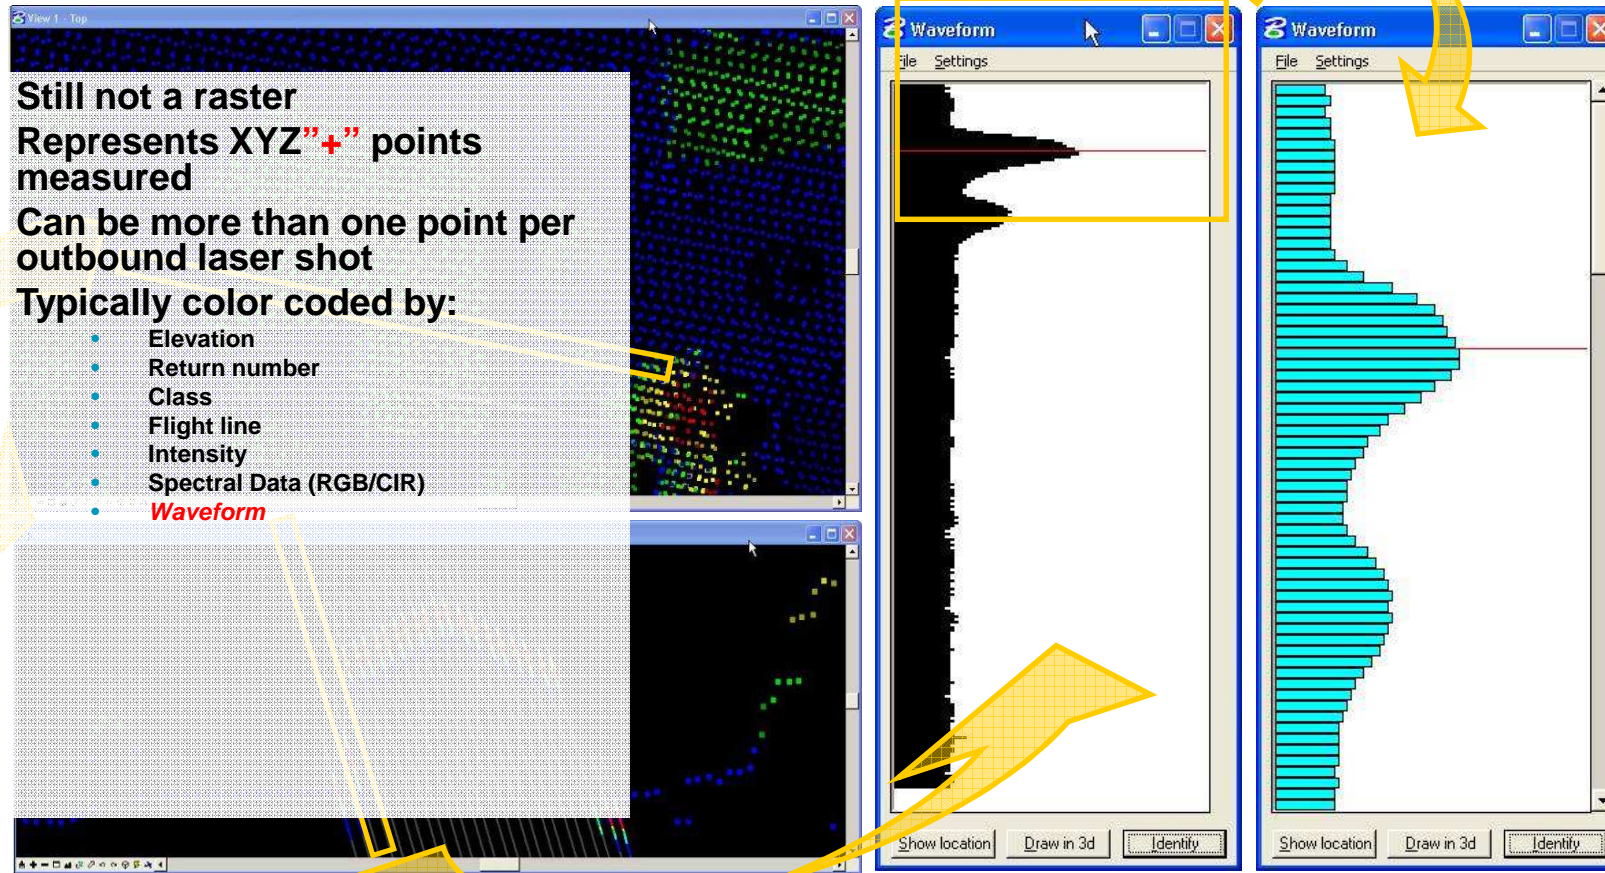 View 1 - Top
Still not a raster
Represents XYZ”+” points
measured
Can be more than one point per
outbound laser shot
Typically color coded by:
• Elevation
• Return number
• Class
• Flight line
• Intensity
• Spectral Data (RGB/CIR)
• Waveform
Waveform
File Settings
Show location
Draw in 3d
Identify
Waveform
File Settings
Show location
Draw in 3d
Identify